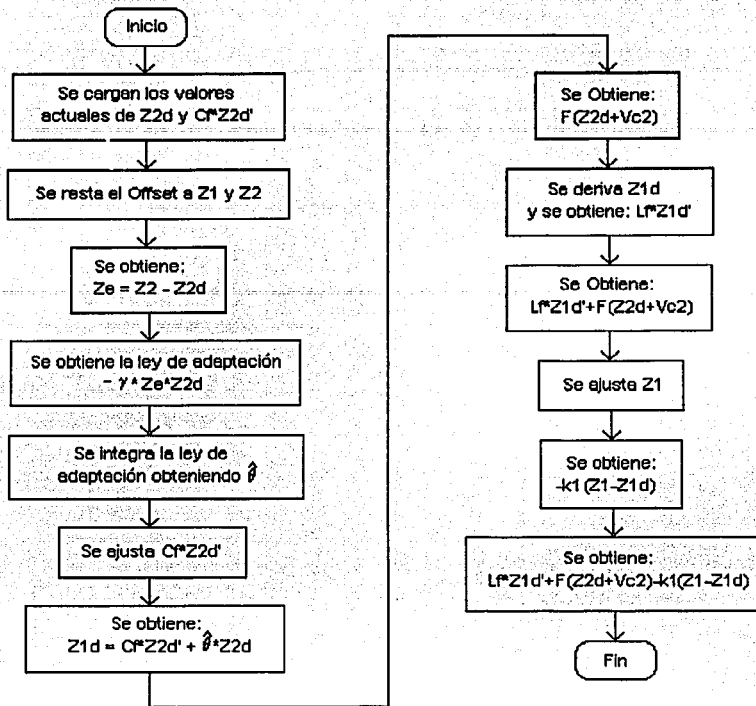 Inicio
Se cargan los valores
actuales de Z2d y Cf*Z2d'
Se resta el Offset a Z1 y Z2
Se obtiene;
Ze = Z2 - Z2d
Se obtiene la ley de adaptación
- γ * Ze*Z2d
Se integra la ley de
adaptación obteniendo θ̂
Se ajusta Cf*Z2d'
Se obtiene:
Z1d = Cf*Z2d' + θ̂*Z2d
Se Obtiene:
F(Z2d+Vc2)
Se deriva Z1d
y se obtiene: Lf*Z1d'
Se Obtiene:
Lf*Z1d'+F(Z2d+Vc2)
Se ajusta Z1
Se obtiene:
-k1(Z1-Z1d)
Se obtiene:
Lf*Z1d'+F(Z2d+Vc2)-k1(Z1-Z1d)
Fin